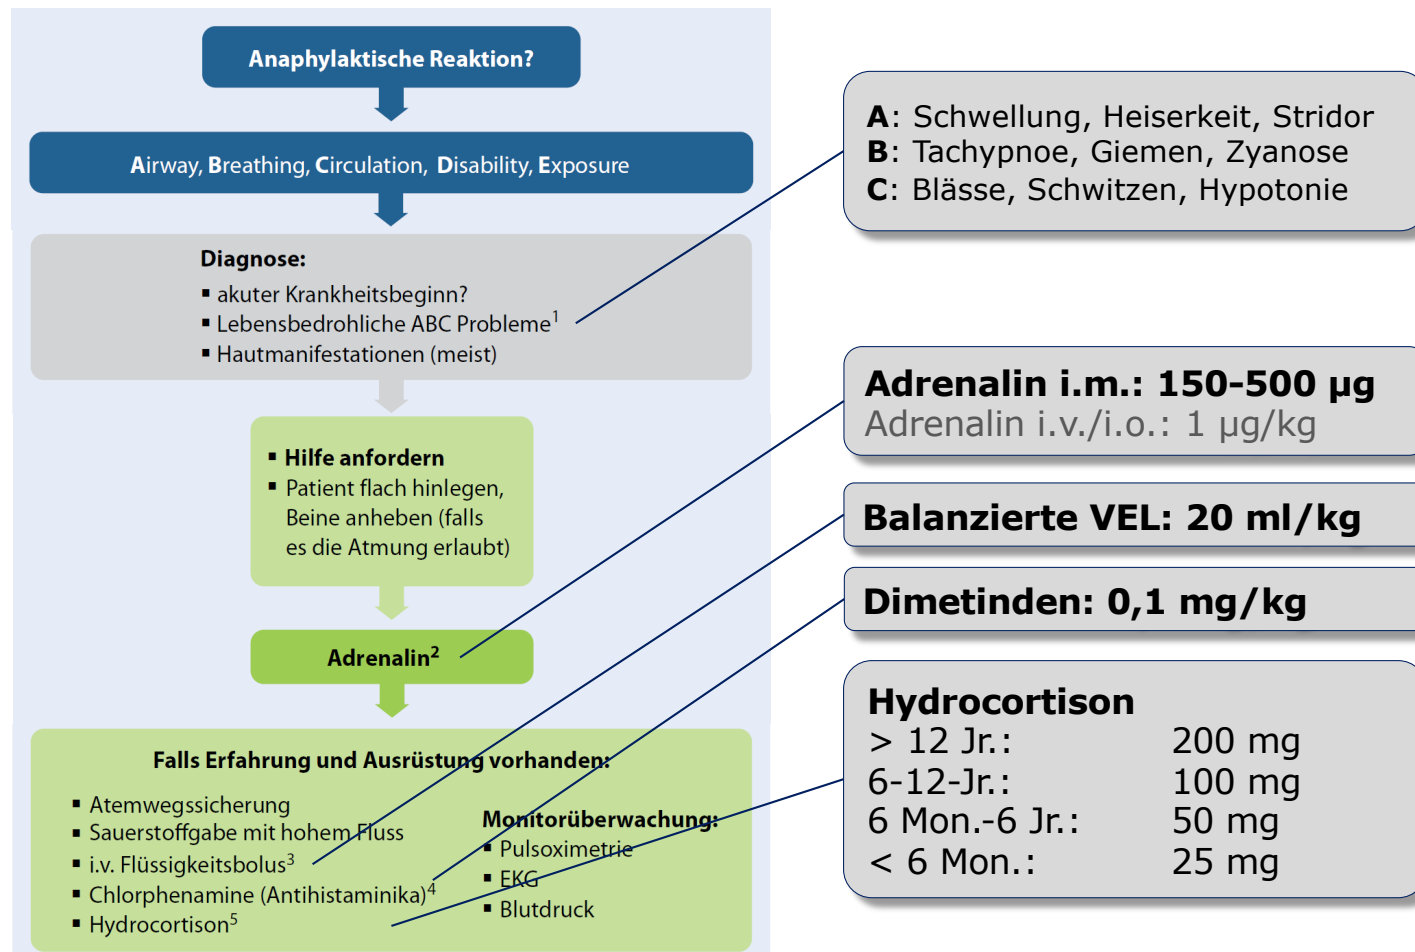 Anaphylaktische Reaktion?
Airway, Breathing, Circulation, Disability, Exposure
Diagnose:
▪ akuter Krankheitsbeginn?
▪ Lebensbedrohliche ABC Probleme¹
▪ Hautmanifestationen (meist)
▪ Hilfe anfordern
▪ Patient flach hinlegen,
Beine anheben (falls
es die Atmung erlaubt)
Adrenalin²
Falls Erfahrung und Ausrüstung vorhanden:
▪ Atemwegssicherung
▪ Sauerstoffgabe mit hohem Fluss
▪ i.v. Flüssigkeitsbolus³
▪ Chlorphenamine (Antihistaminika)⁴
▪ Hydrocortison⁵
Monitorüberwachung:
▪ Pulsoximetrie
▪ EKG
▪ Blutdruck
A: Schwellung, Heiserkeit, Stridor
B: Tachypnoe, Giemen, Zyanose
C: Blässe, Schwitzen, Hypotonie
Adrenalin i.m.: 150-500 µg
Adrenalin i.v./i.o.: 1 µg/kg
Balanzierte VEL: 20 ml/kg
Dimetinden: 0,1 mg/kg
Hydrocortison
> 12 Jr.: 200 mg
6-12-Jr.: 100 mg
6 Mon.-6 Jr.: 50 mg
< 6 Mon.: 25 mg